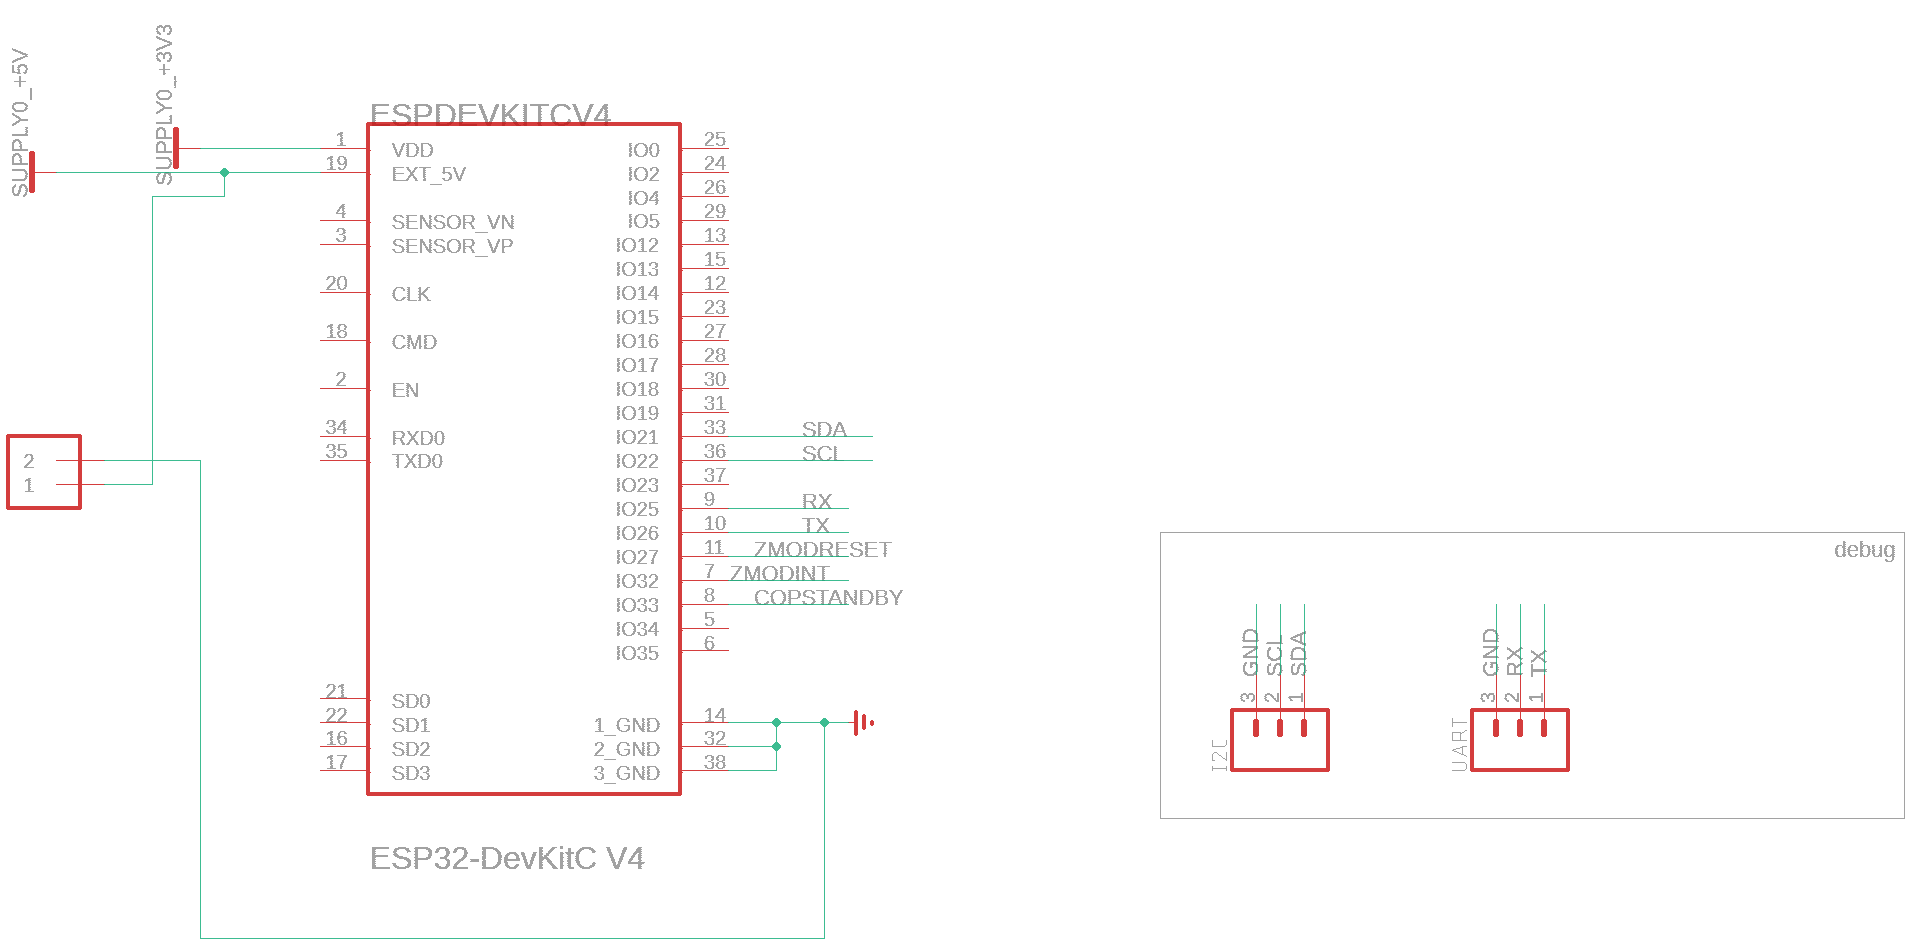 SUPPLY0_+5V
SUPPLY0_+3V3
ESPDEVKITCV4
1 VDD
19 EXT_5V
4 SENSOR_VN
3 SENSOR_VP
20 CLK
18 CMD
2 EN
34 RXD0
35 TXD0
21 SD0
22 SD1
16 SD2
17 SD3
IO0 25
IO2 24
IO4 26
IO5 29
IO12 13
IO13 15
IO14 12
IO15 23
IO16 27
IO17 28
IO18 30
IO19 31
IO21 33 SDA
IO22 36 SCL
IO23 37
IO25 9 RX
IO26 10 TX
IO27 11 ZMODRESET
IO32 7 ZMODINT
IO33 8 COPSTANDBY
IO34 5
IO35 6
1_GND 14
2_GND 32
3_GND 38
ESP32-DevKitC V4
2
1
debug
GND
SCL
SDA
3
2
1
I2C
GND
RX
TX
3
2
1
UART